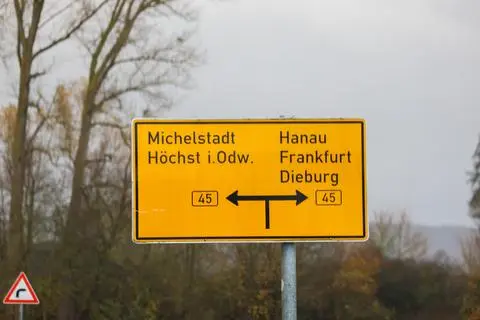 Michelstadt
Höchst i.Odw.
Hanau
Frankfurt
Dieburg
45
45